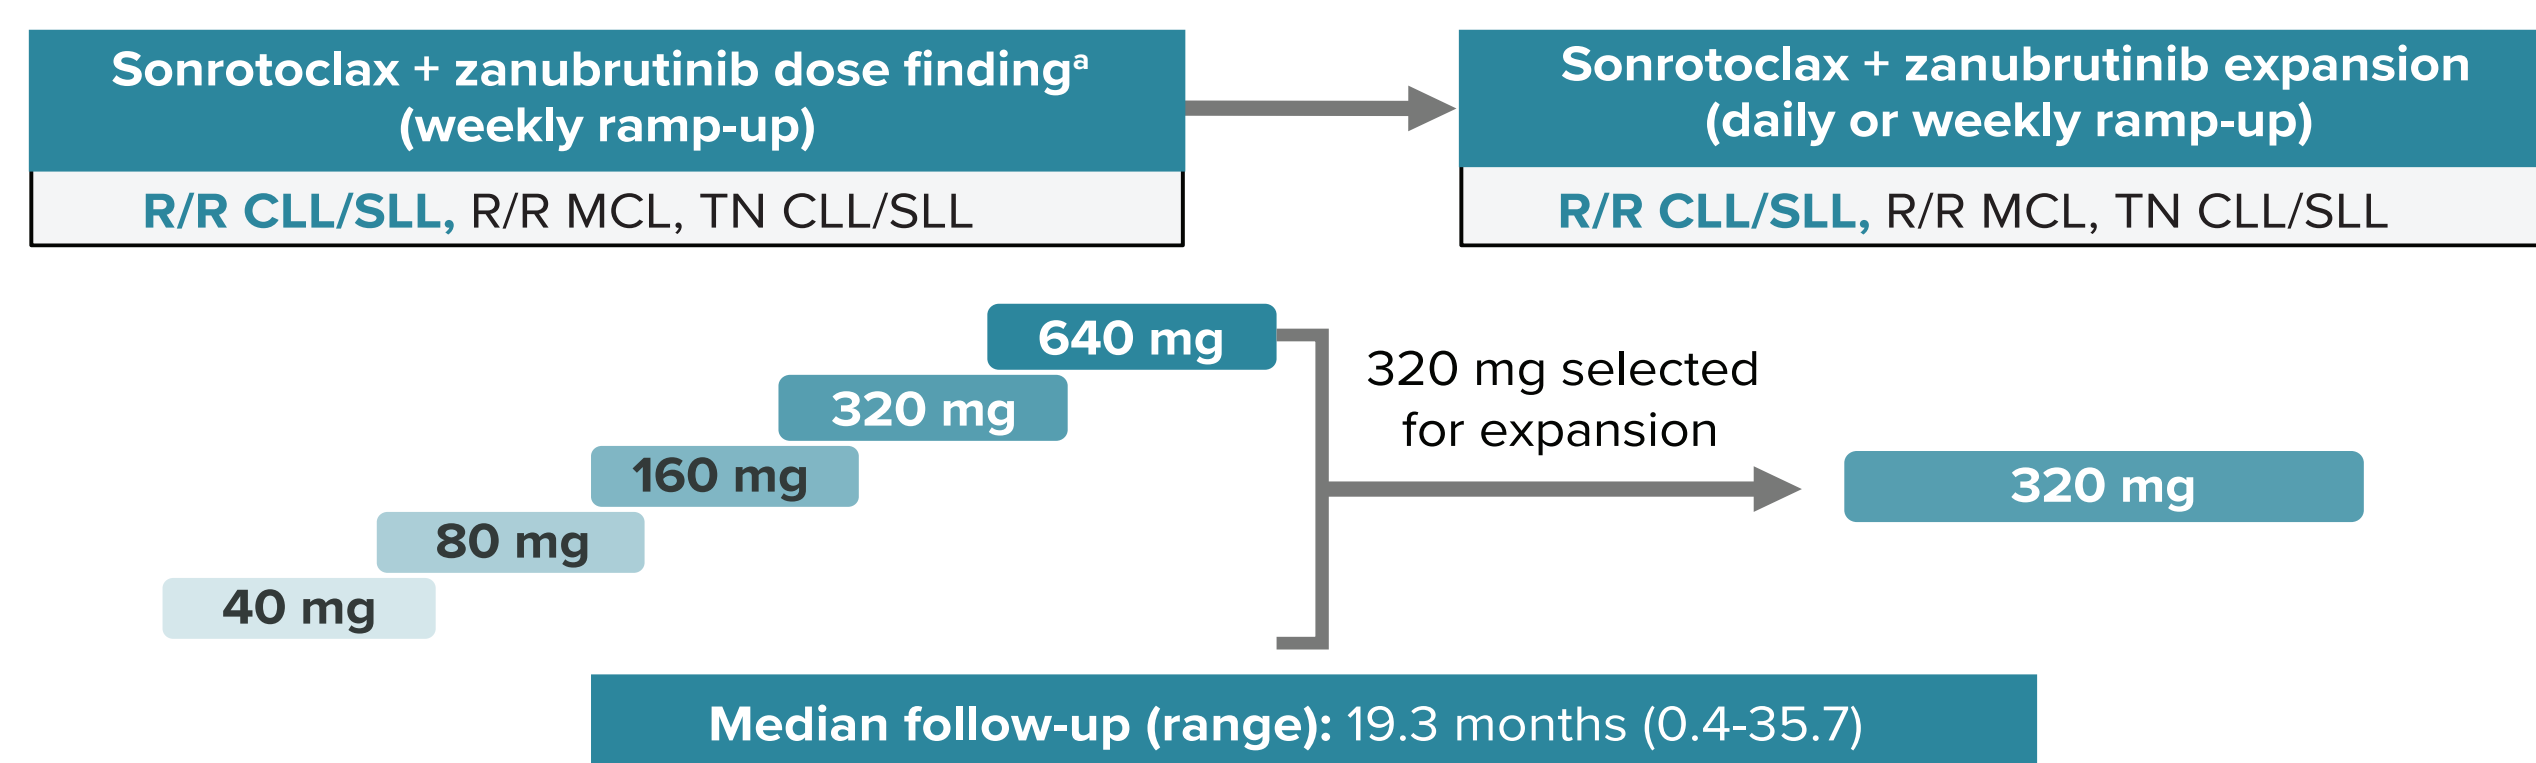 Sonrotoclax + zanubrutinib dose findingᵃ
(weekly ramp-up)
R/R CLL/SLL, R/R MCL, TN CLL/SLL
Sonrotoclax + zanubrutinib expansion
(daily or weekly ramp-up)
R/R CLL/SLL, R/R MCL, TN CLL/SLL
640 mg
320 mg
160 mg
80 mg
40 mg
320 mg selected
for expansion
320 mg
Median follow-up (range): 19.3 months (0.4-35.7)